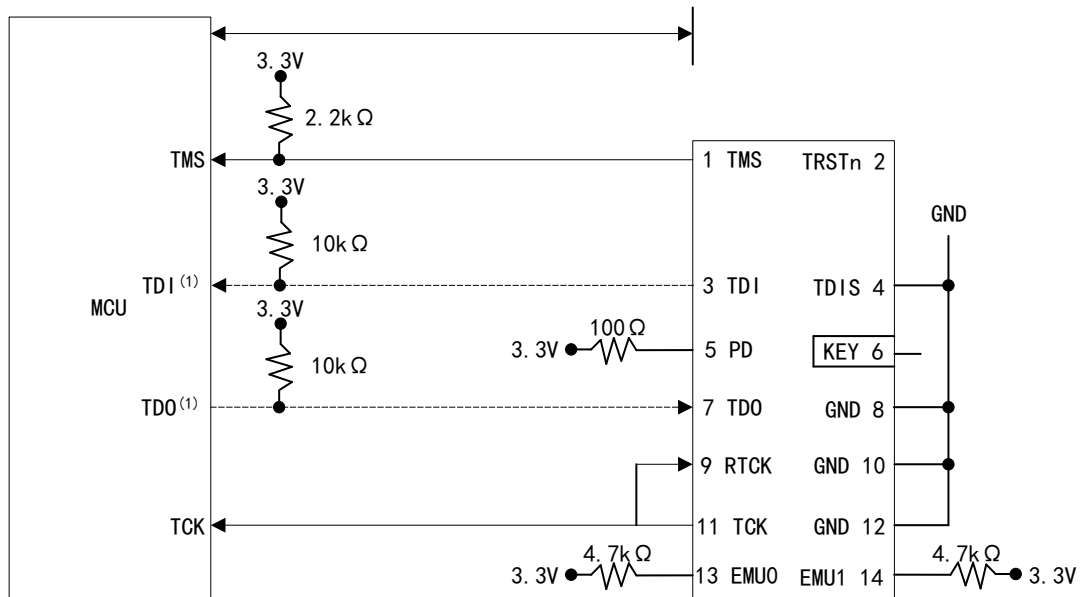 3.3V
2.2kΩ
TMS
1 TMS
TRSTn 2
3.3V
GND
10kΩ
TDI(1)
3 TDI
TDIS 4
MCU
3.3V
100Ω
3.3V
5 PD
KEY 6
10kΩ
TDO(1)
7 TDO
GND 8
9 RTCK
GND 10
TCK
11 TCK
GND 12
4.7kΩ
4.7kΩ
3.3V
13 EMU0
EMU1 14
3.3V